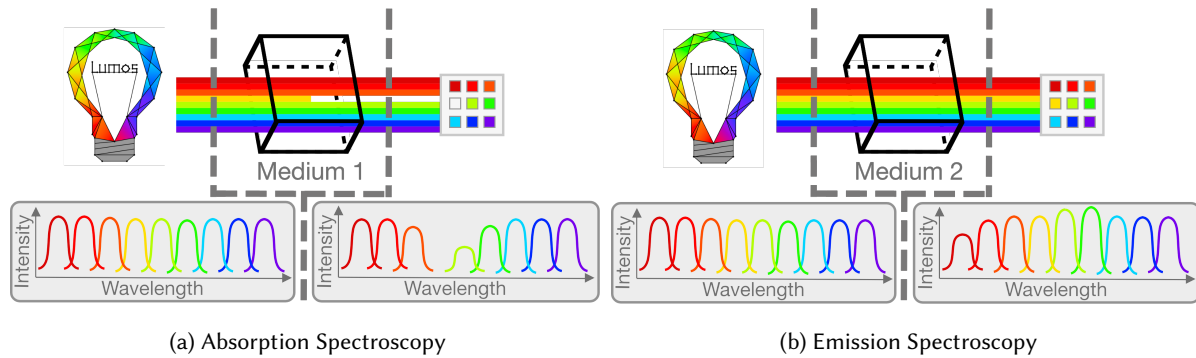 Lumos
Medium 1
Intensity
Wavelength
Intensity
Wavelength
(a) Absorption Spectroscopy
Lumos
Medium 2
Intensity
Wavelength
Intensity
Wavelength
(b) Emission Spectroscopy